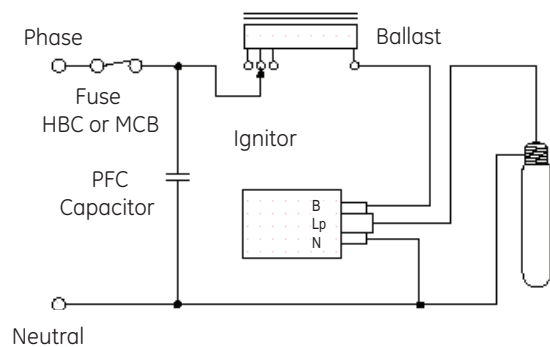 Phase
Ballast
Fuse
HBC or MCB
Ignitor
PFC
Capacitor
B
Lp
N
Neutral